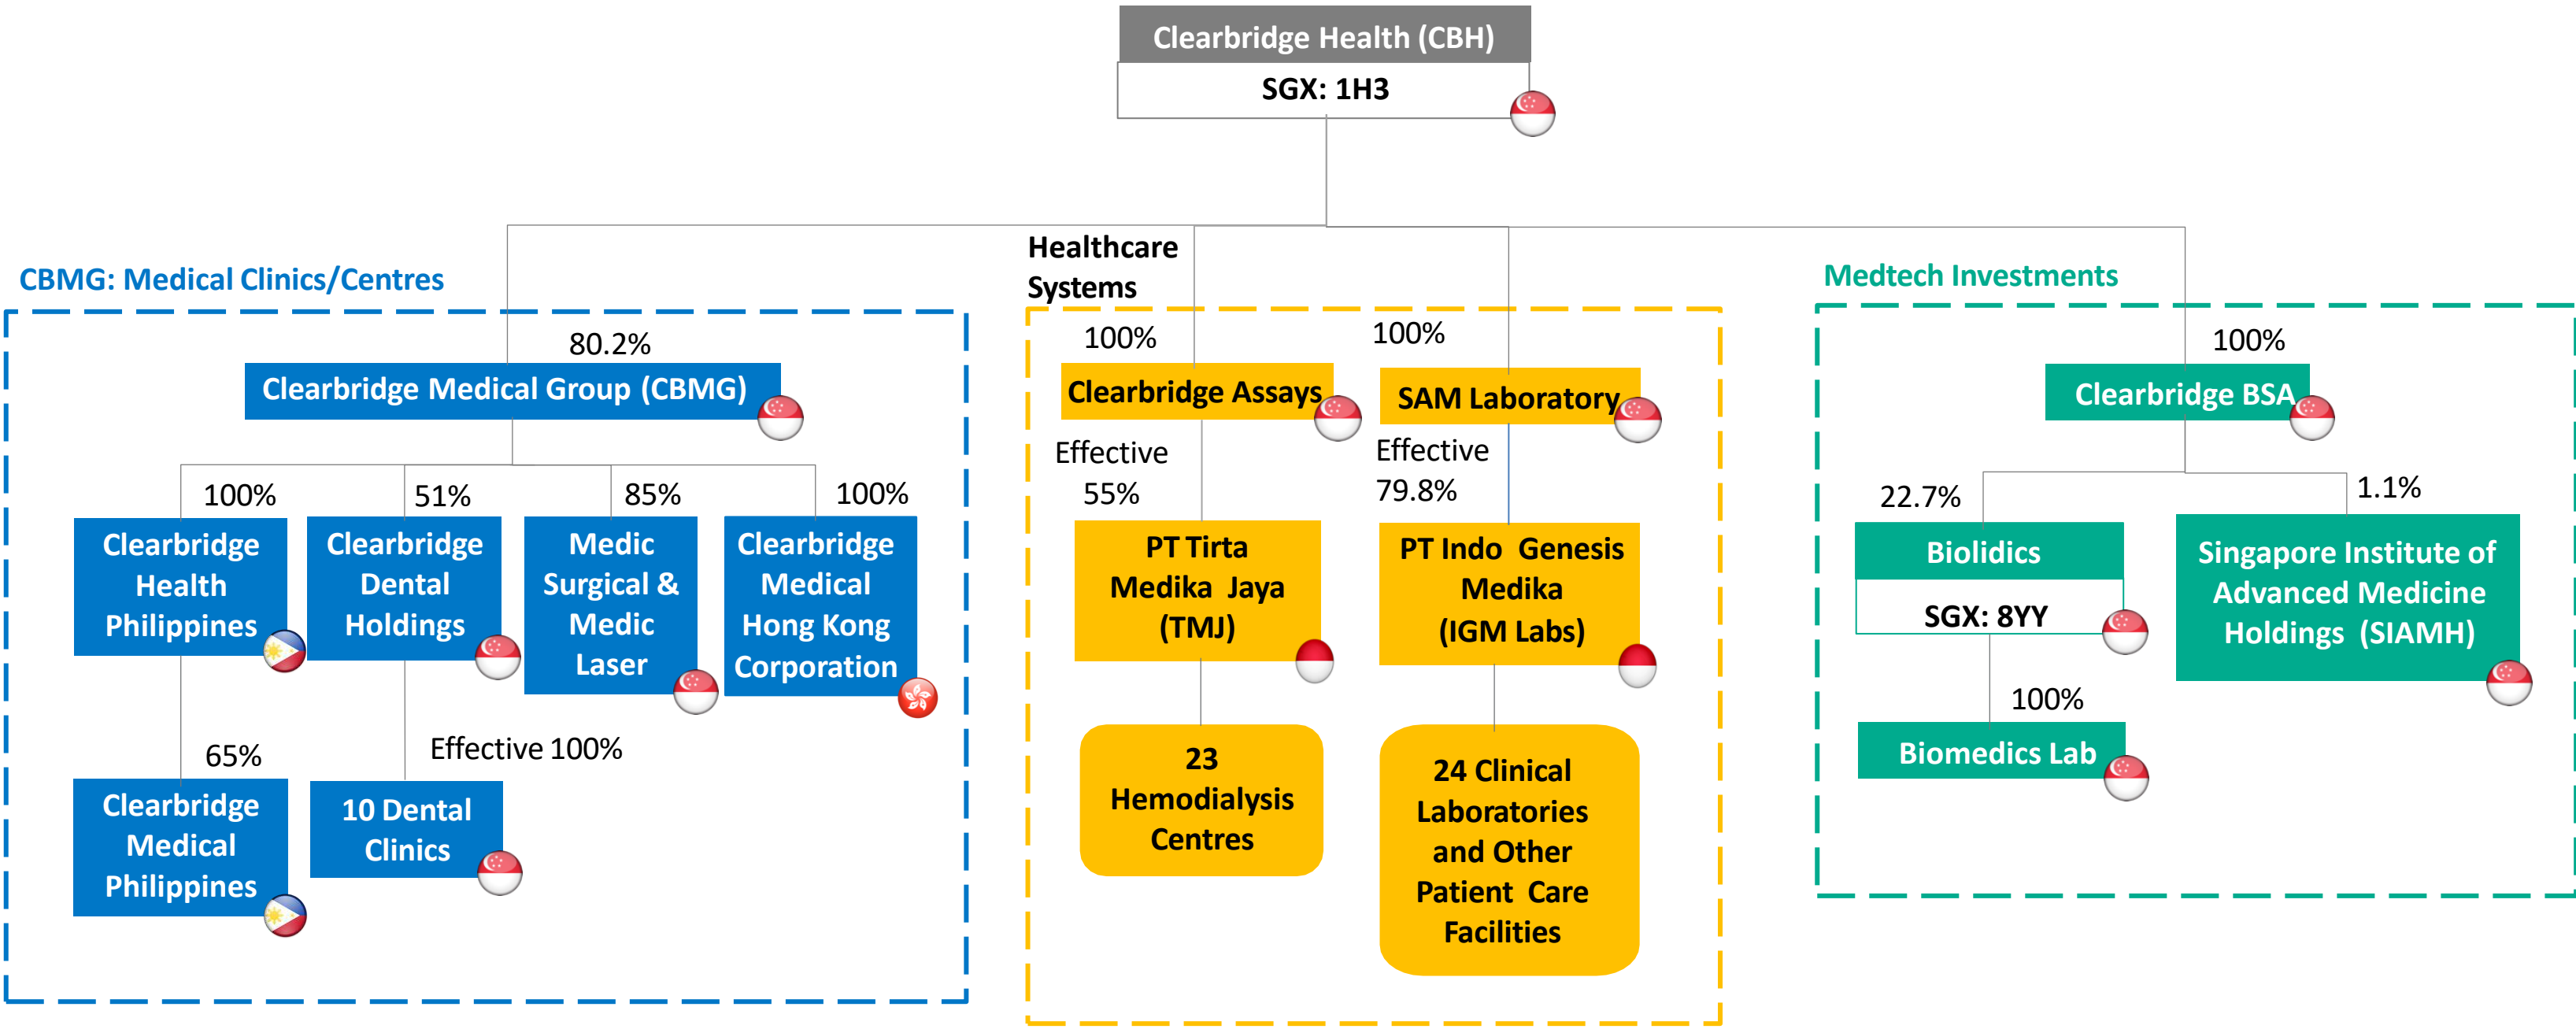 Clearbridge Health (CBH)
SGX: 1H3
CBMG: Medical Clinics/Centres
80.2%
Clearbridge Medical Group (CBMG)
100%
Clearbridge
Health
Philippines
65%
Clearbridge
Medical
Philippines
51%
Clearbridge
Dental
Holdings
Effective 100%
10 Dental
Clinics
85%
Medic
Surgical &
Medic
Laser
100%
Clearbridge
Medical
Hong Kong
Corporation
Healthcare
Systems
100%
Clearbridge Assays
Effective
55%
PT Tirta
Medika Jaya
(TMJ)
23
Hemodialysis
Centres
100%
SAM Laboratory
Effective
79.8%
PT Indo Genesis
Medika
(IGM Labs)
24 Clinical
Laboratories
and Other
Patient Care
Facilities
Medtech Investments
100%
Clearbridge BSA
22.7%
Biolidics
SGX: 8YY
100%
Biomedics Lab
1.1%
Singapore Institute of
Advanced Medicine
Holdings (SIAMH)